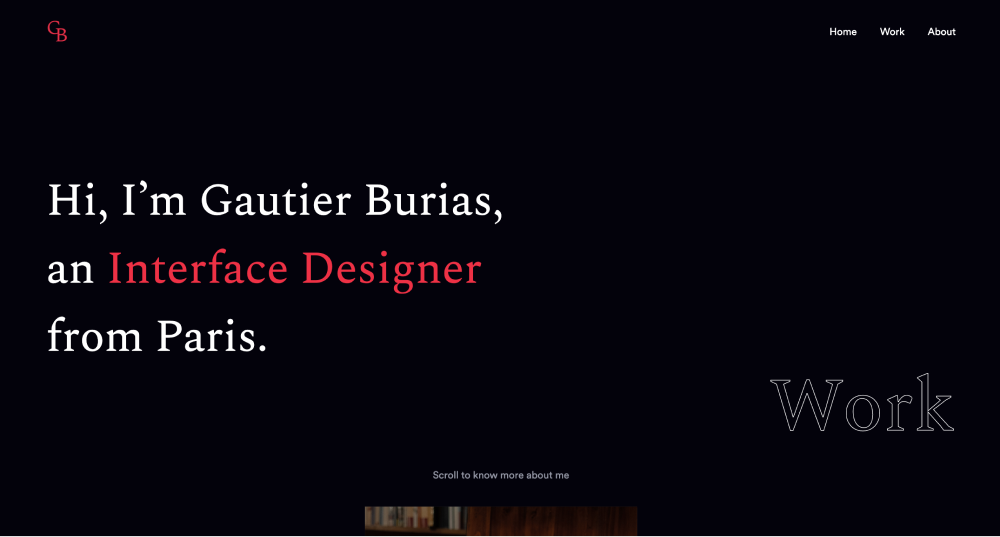 GB
Home Work About
Hi, I’m Gautier Burias,
an Interface Designer
from Paris.
Work
Scroll to know more about me